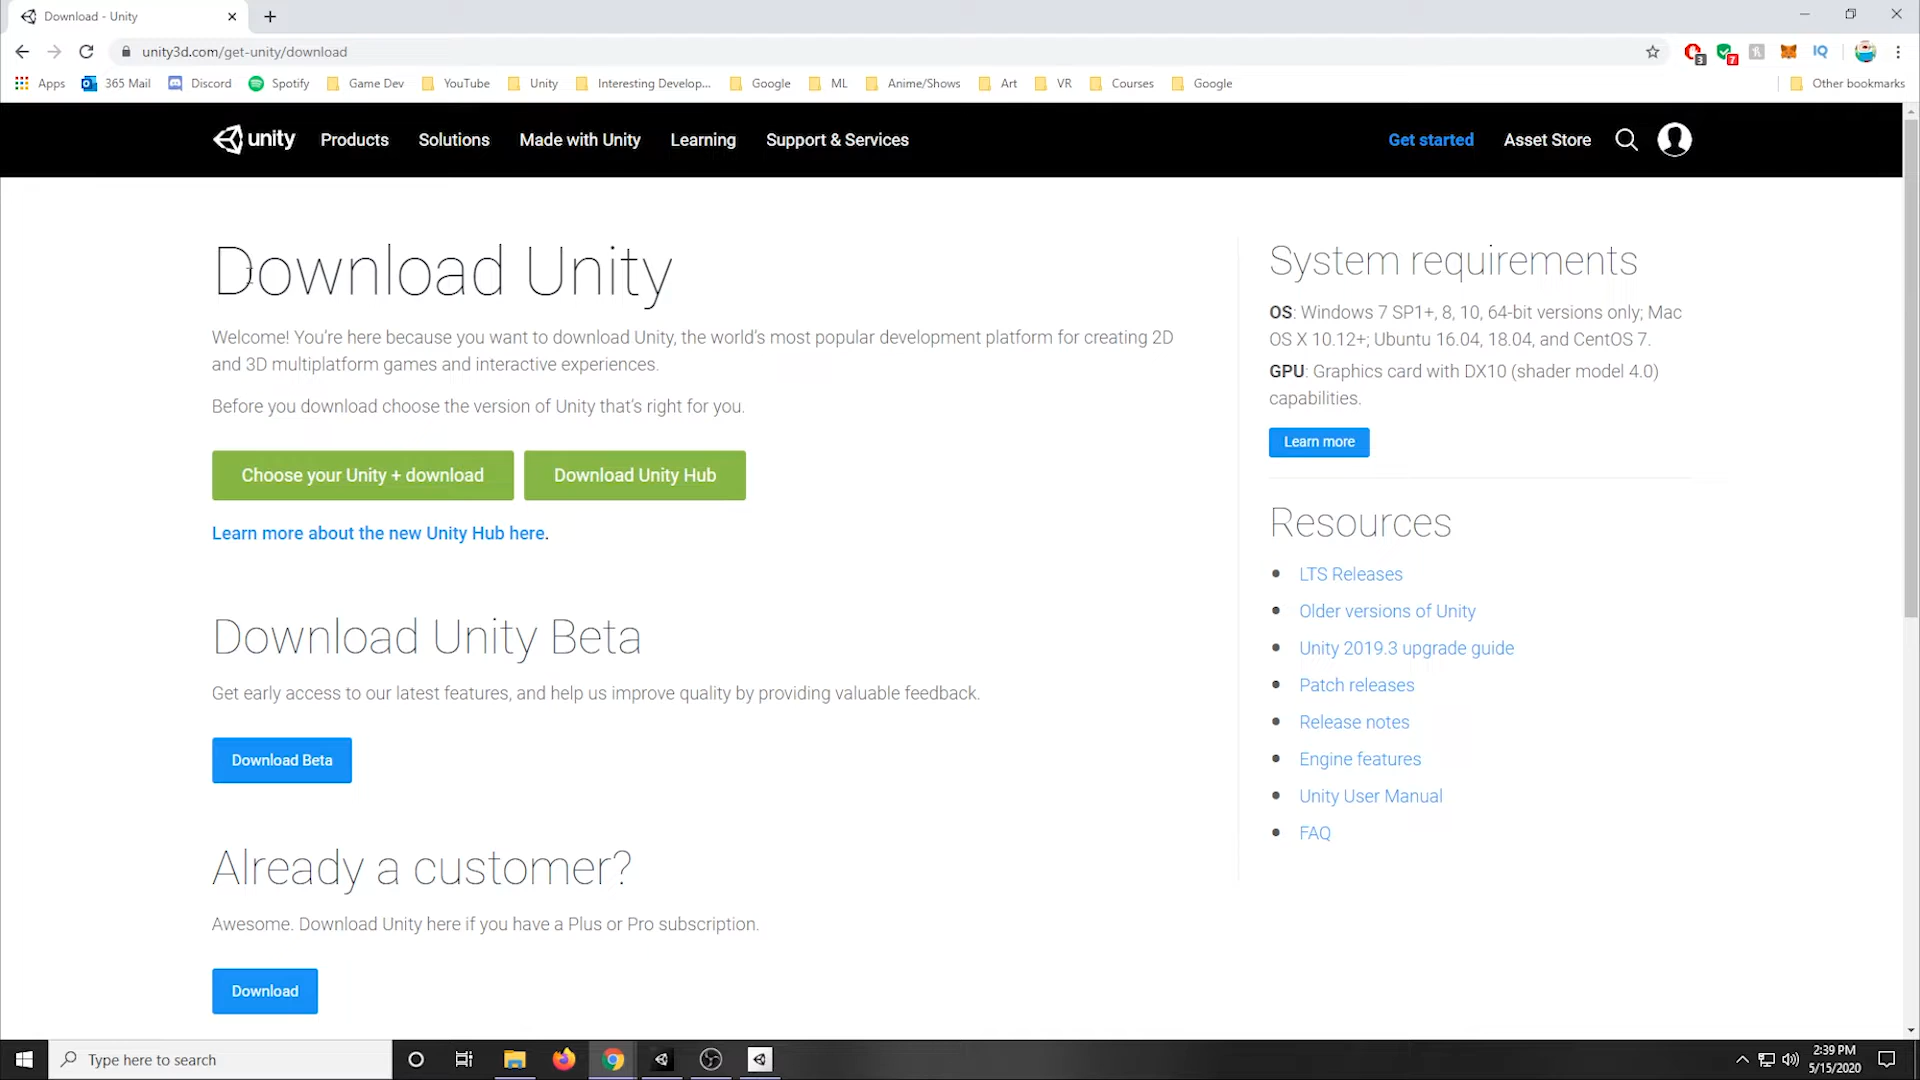 Download - Unity
unity3d.com/get-unity/download
3
7
IQ
Apps 365 Mail Discord Spotify Game Dev YouTube Unity Interesting Develop... Google ML Anime/Shows Art VR Courses Google Other bookmarks
unity Products Solutions Made with Unity Learning Support & Services Get started Asset Store
Download Unity
Welcome! You're here because you want to download Unity, the world's most popular development platform for creating 2D
and 3D multiplatform games and interactive experiences.
Before you download choose the version of Unity that's right for you.
Choose your Unity + download
Download Unity Hub
Learn more about the new Unity Hub here.
Download Unity Beta
Get early access to our latest features, and help us improve quality by providing valuable feedback.
Download Beta
Already a customer?
Awesome. Download Unity here if you have a Plus or Pro subscription.
Download
System requirements
OS: Windows 7 SP1+, 8, 10, 64-bit versions only; Mac
OS X 10.12+; Ubuntu 16.04, 18.04, and CentOS 7.
GPU: Graphics card with DX10 (shader model 4.0)
capabilities.
Learn more
Resources
LTS Releases
Older versions of Unity
Unity 2019.3 upgrade guide
Patch releases
Release notes
Engine features
Unity User Manual
FAQ
Type here to search
2:39 PM
5/15/2020